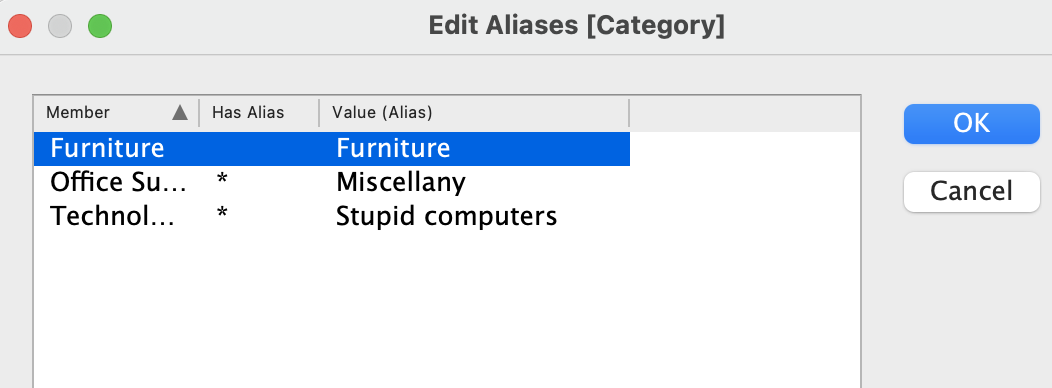 Edit Aliases [Category]
Member ▲ Has Alias Value (Alias)
Furniture Furniture
Office Su... * Miscellany
Technol... * Stupid computers
OK
Cancel